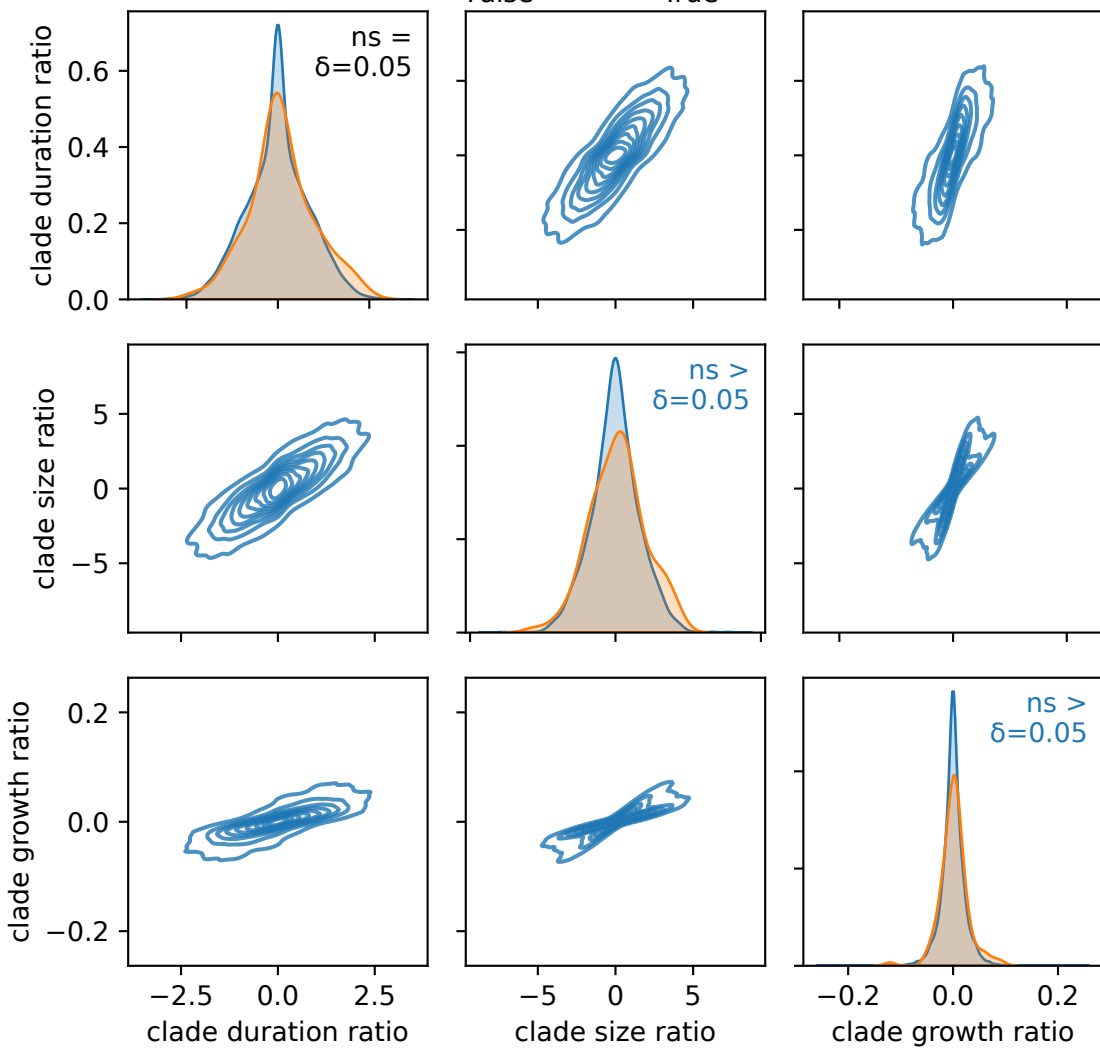 clade duration ratio
0.6
0.4
0.2
0.0
ns =
δ=0.05
clade size ratio
5
0
−5
ns >
δ=0.05
clade growth ratio
0.2
0.0
−0.2
ns >
δ=0.05
−2.5 0.0 2.5
−5 0 5
−0.2 0.0 0.2
clade duration ratio
clade size ratio
clade growth ratio